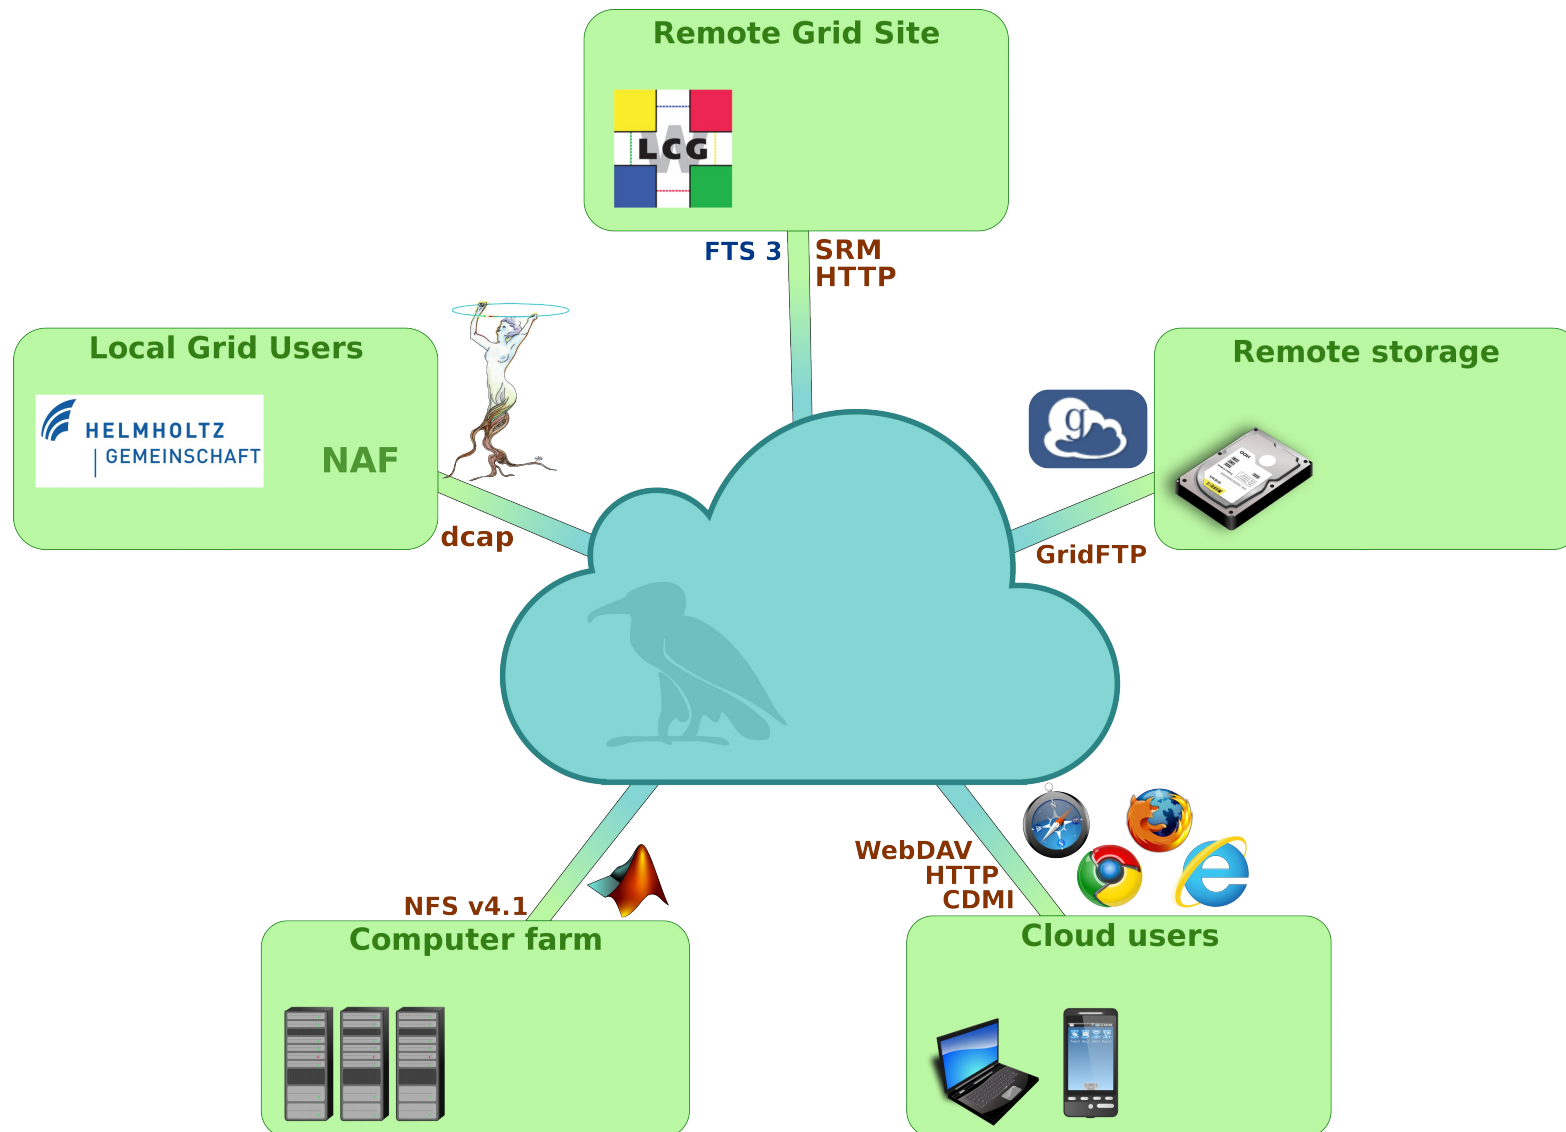 Remote Grid Site
LCG
W
FTS 3
SRM
HTTP
Local Grid Users
HELMHOLTZ
GEMEINSCHAFT
NAF
dcap
Remote storage
g
GridFTP
NFS v4.1
Computer farm
WebDAV
HTTP
CDMI
Cloud users